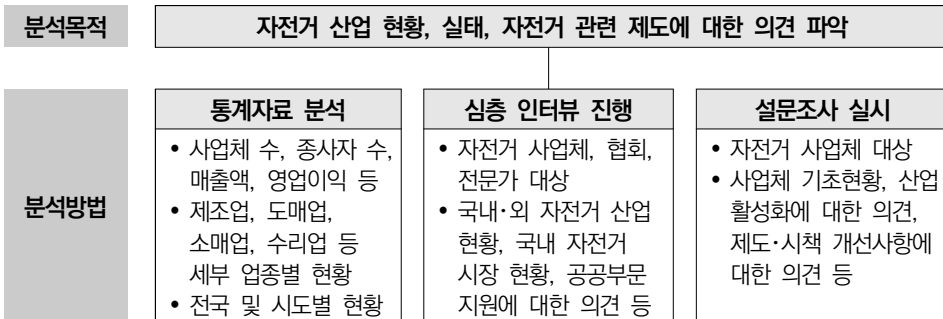 분석목적
자전거 산업 현황, 실태, 자전거 관련 제도에 대한 의견 파악
분석방법
통계자료 분석
• 사업체 수, 종사자 수,
매출액, 영업이익 등
• 제조업, 도매업,
소매업, 수리업 등
세부 업종별 현황
• 전국 및 시도별 현황
심층 인터뷰 진행
• 자전거 사업체, 협회,
전문가 대상
• 국내·외 자전거 산업
현황, 국내 자전거
시장 현황, 공공부문
지원에 대한 의견 등
설문조사 실시
• 자전거 사업체 대상
• 사업체 기초현황, 산업
활성화에 대한 의견,
제도·시책 개선사항에
대한 의견 등